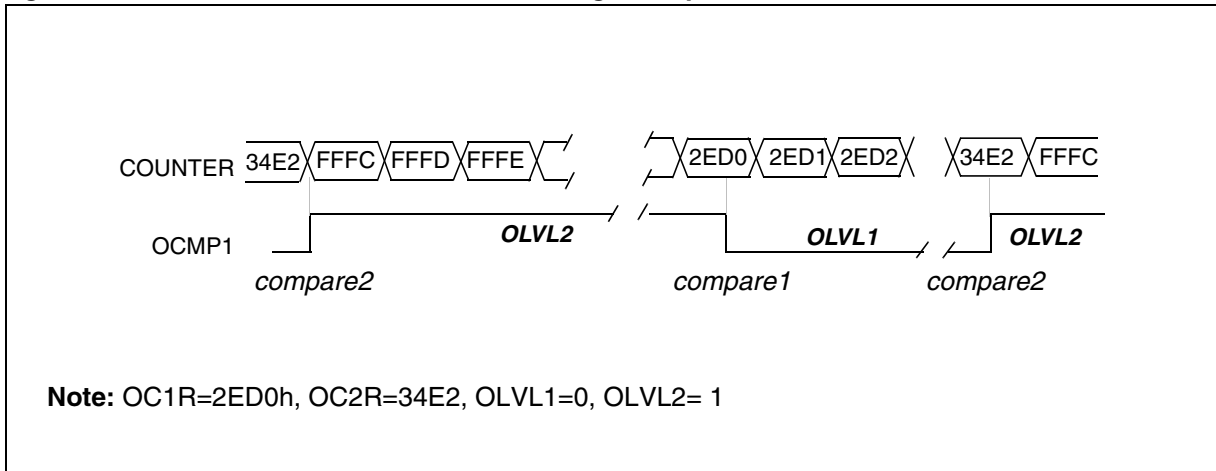 COUNTER 34E2 FFFC FFFD FFFE 2ED0 2ED1 2ED2 34E2 FFFC
OCMP1 OLVL2 OLVL1 OLVL2
compare2 compare1 compare2
Note: OC1R=2ED0h, OC2R=34E2, OLVL1=0, OLVL2= 1